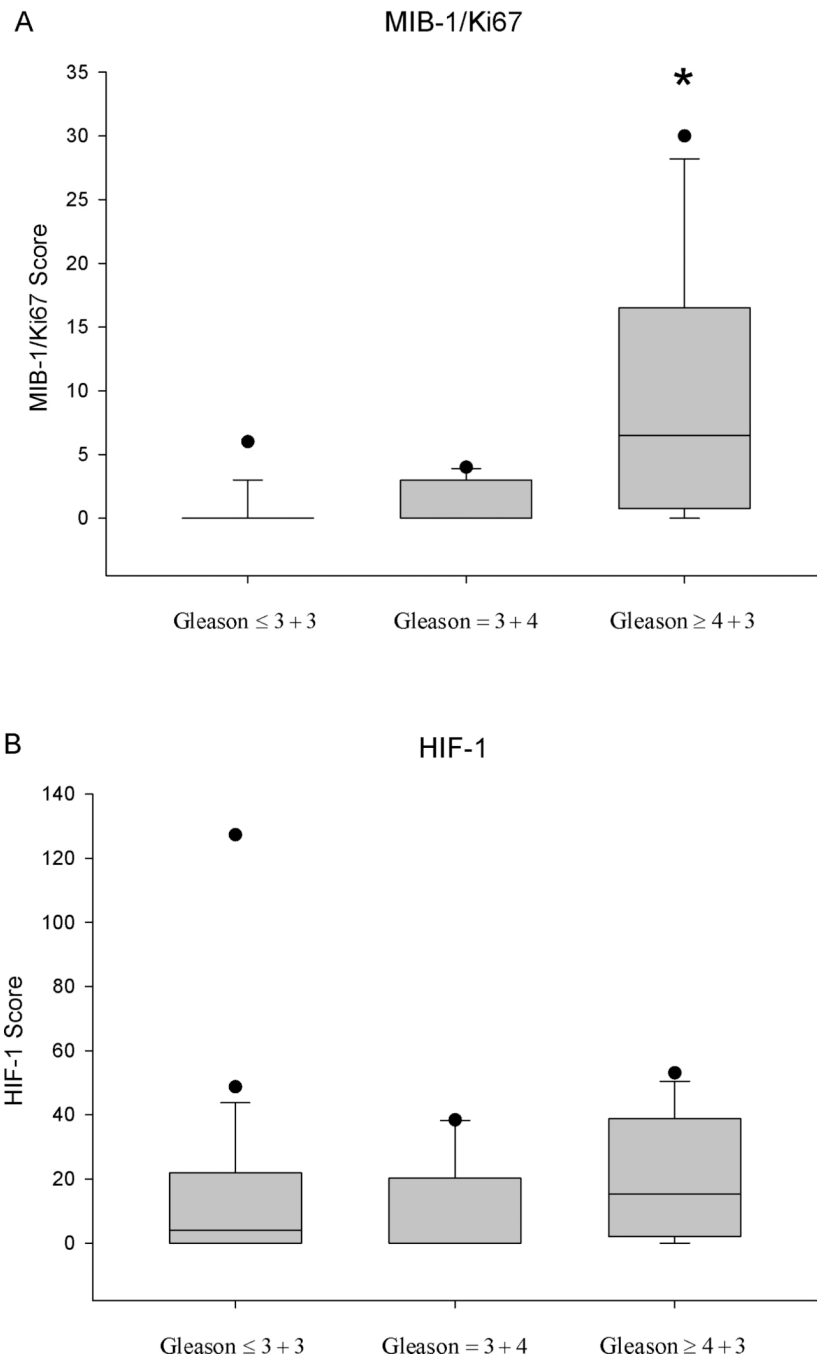 A
MIB-1/Ki67
MIB-1/Ki67 Score
35
30
25
20
15
10
5
0
*
Gleason ≤ 3 + 3
Gleason = 3 + 4
Gleason ≥ 4 + 3
B
HIF-1
HIF-1 Score
140
120
100
80
60
40
20
0
Gleason ≤ 3 + 3
Gleason = 3 + 4
Gleason ≥ 4 + 3